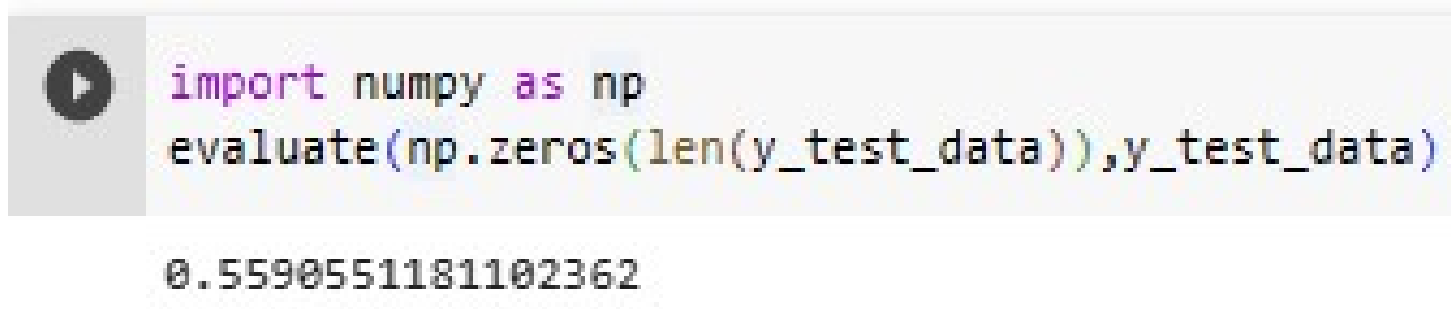 import numpy as np
evaluate(np.zeros(len(y_test_data)),y_test_data)
0.5590551181102362